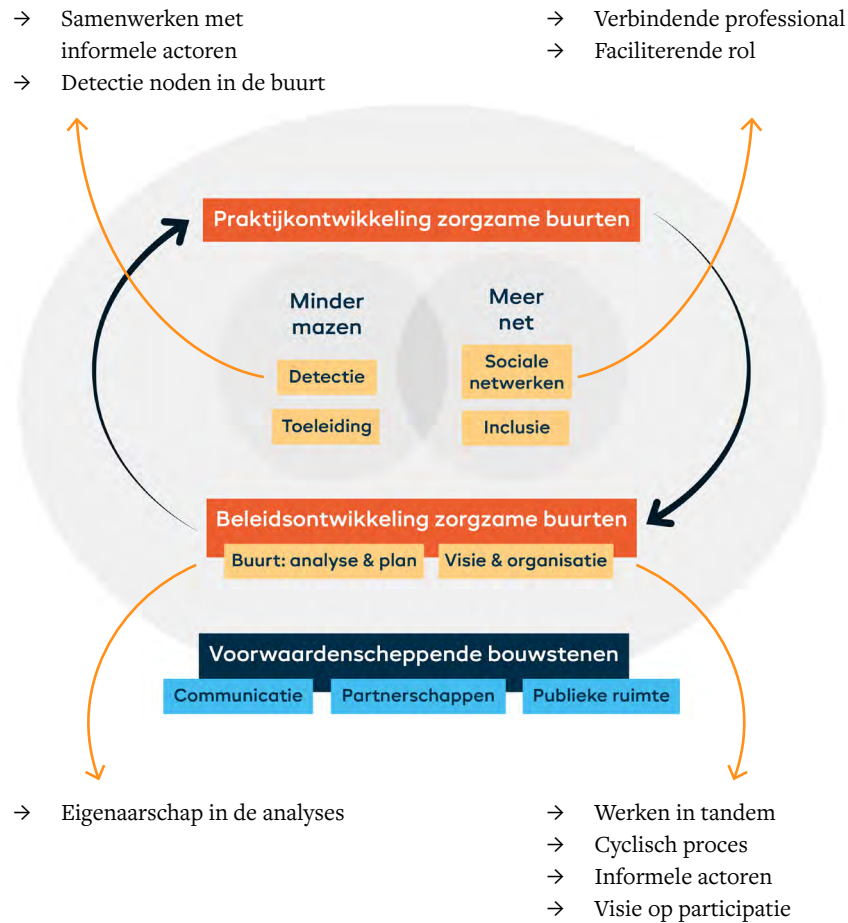 → Samenwerken met
informele actoren
→ Detectie noden in de buurt
→ Verbindende professional
→ Faciliterende rol
Praktijkontwikkeling zorgzame buurten
Minder
mazen
Detectie
Toeleiding
Meer
net
Sociale
netwerken
Inclusie
Beleidsontwikkeling zorgzame buurten
Buurt: analyse & plan
Visie & organisatie
Voorwaardenscheppende bouwstenen
Communicatie
Partnerschappen
Publieke ruimte
→ Eigenaarschap in de analyses
→ Werken in tandem
→ Cyclisch proces
→ Informele actoren
→ Visie op participatie